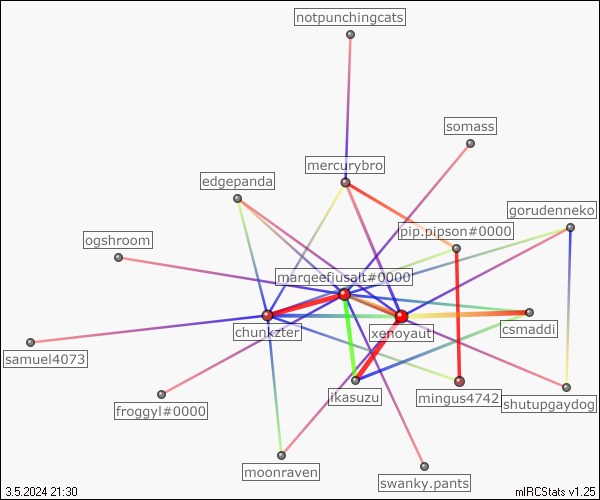 notpunchingcats
somass
mercurybro
edgepanda
gorudenneko
pip.pipson#0000
ogshroom
marqeefiusalt#0000
chunkzter
xenoyaut
csmaddi
samuel4073
ikasuzu
mingus4742
shutupgaydog
froggyl#0000
moonraven
swanky.pants
3.5.2024 21:30
mIRCStats v1.25